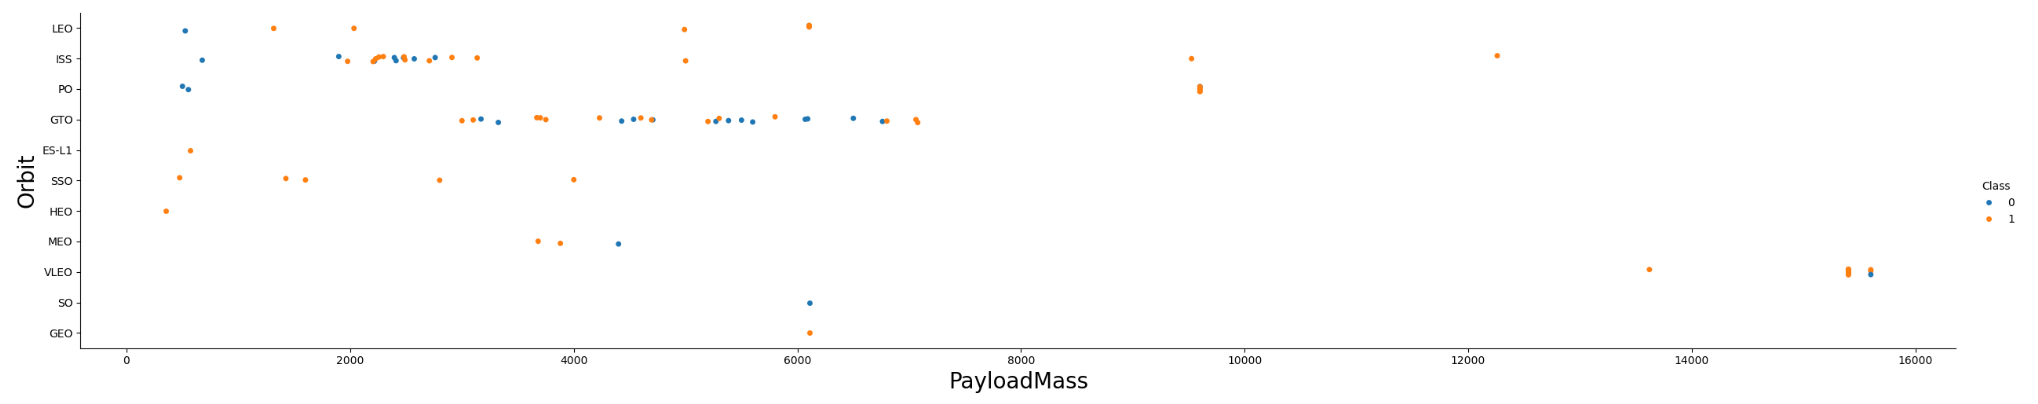 LEO
ISS
PO
GTO
ES-L1
SSO
HEO
MEO
VLEO
SO
GEO
Orbit
0 2000 4000 6000 8000 10000 12000 14000 16000
PayloadMass
Class
0
1